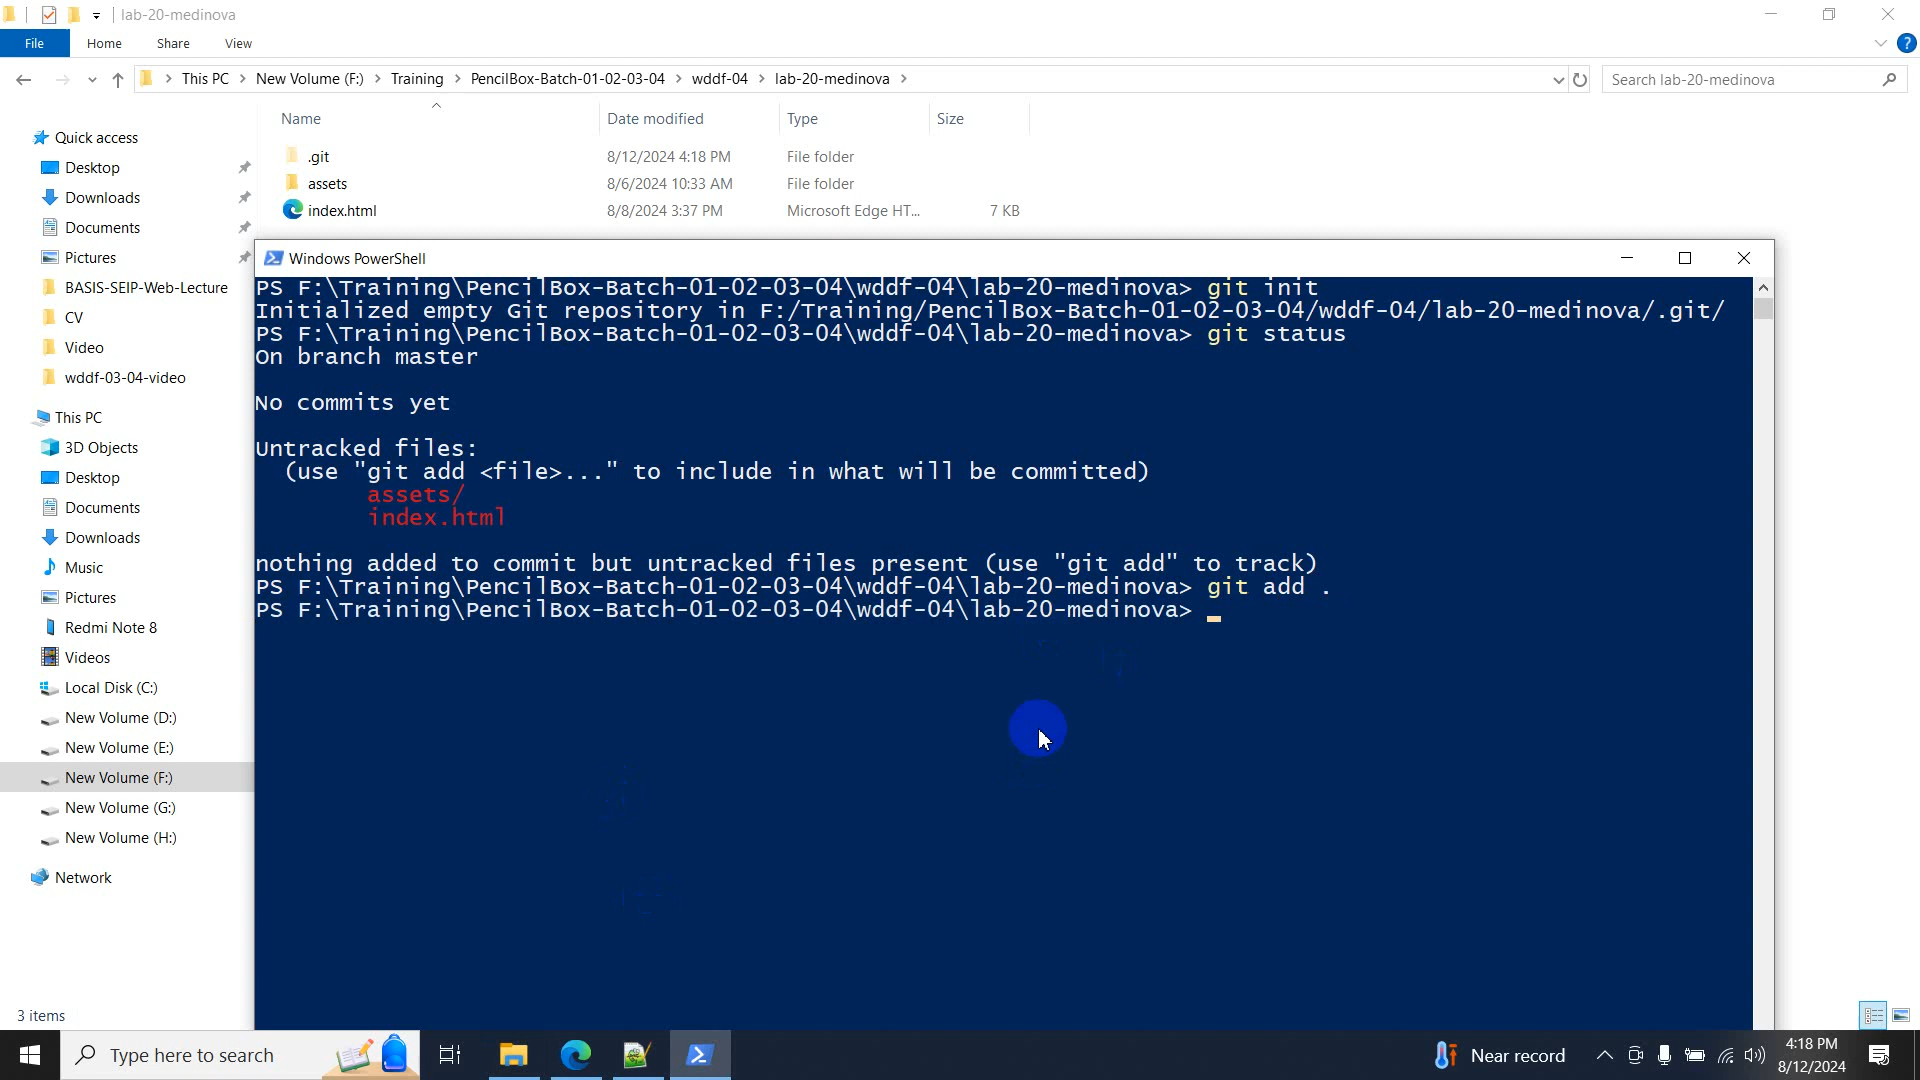 lab-20-medinova
File Home Share View
This PC New Volume (F:) Training PencilBox-Batch-01-02-03-04 wddf-04 lab-20-medinova
Search lab-20-medinova
Name Date modified Type Size
.git 8/12/2024 4:18 PM File folder
assets 8/6/2024 10:33 AM File folder
index.html 8/8/2024 3:37 PM Microsoft Edge HT... 7 KB
Quick access
Desktop
Downloads
Documents
Pictures
BASIS-SEIP-Web-Lecture
CV
Video
wddf-03-04-video
This PC
3D Objects
Desktop
Documents
Downloads
Music
Pictures
Redmi Note 8
Videos
Local Disk (C:)
New Volume (D:)
New Volume (E:)
New Volume (F:)
New Volume (G:)
New Volume (H:)
Network
3 items
Windows PowerShell
PS F:\Training\PencilBox-Batch-01-02-03-04\wddf-04\lab-20-medinova> git init
Initialized empty Git repository in F:/Training/PencilBox-Batch-01-02-03-04/wddf-04/lab-20-medinova/.git/
PS F:\Training\PencilBox-Batch-01-02-03-04\wddf-04\lab-20-medinova> git status
On branch master
No commits yet
Untracked files:
(use "git add <file>..." to include in what will be committed)
assets/
index.html
nothing added to commit but untracked files present (use "git add" to track)
PS F:\Training\PencilBox-Batch-01-02-03-04\wddf-04\lab-20-medinova> git add .
PS F:\Training\PencilBox-Batch-01-02-03-04\wddf-04\lab-20-medinova>
Type here to search
Near record
4:18 PM
8/12/2024